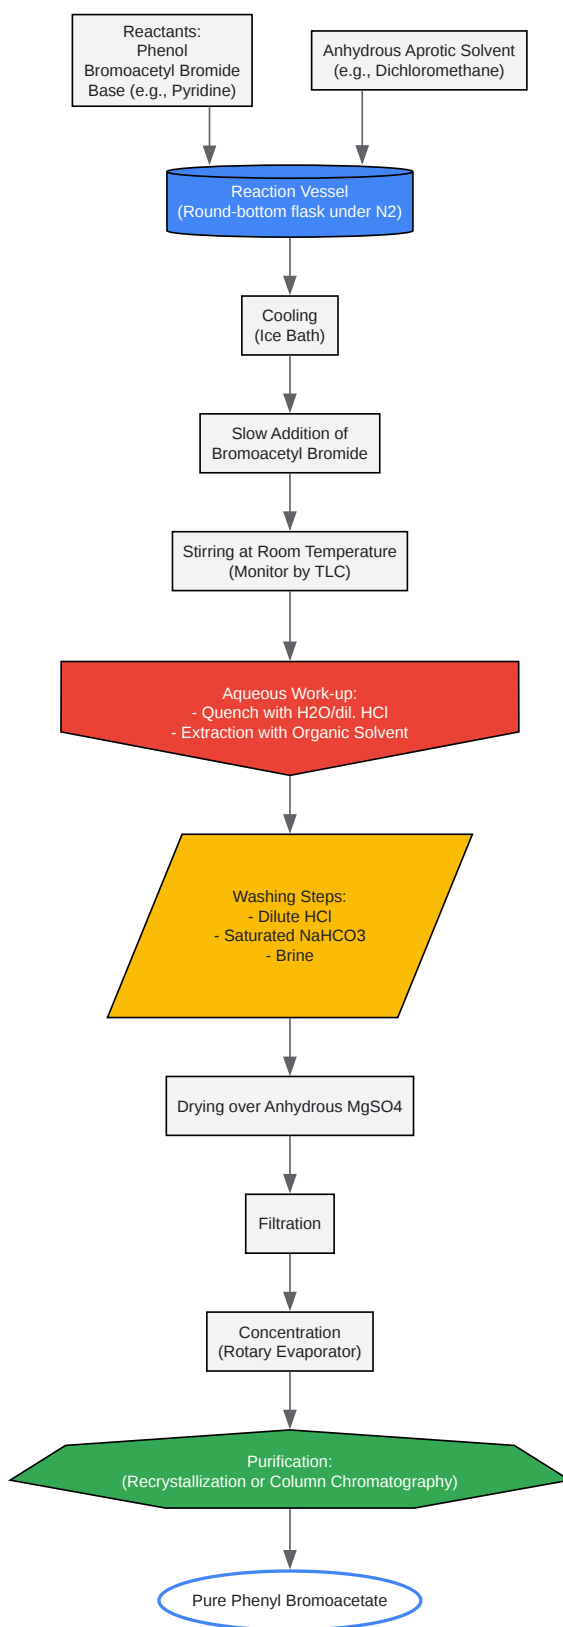 Reactants:
Phenol
Bromoacetyl Bromide
Base (e.g., Pyridine)
Anhydrous Aprotic Solvent
(e.g., Dichloromethane)
Reaction Vessel
(Round-bottom flask under N2)
Cooling
(Ice Bath)
Slow Addition of
Bromoacetyl Bromide
Stirring at Room Temperature
(Monitor by TLC)
Aqueous Work-up:
- Quench with H2O/dil. HCl
- Extraction with Organic Solvent
Washing Steps:
- Dilute HCl
- Saturated NaHCO3
- Brine
Drying over Anhydrous MgSO4
Filtration
Concentration
(Rotary Evaporator)
Purification:
(Recrystallization or Column Chromatography)
Pure Phenyl Bromoacetate